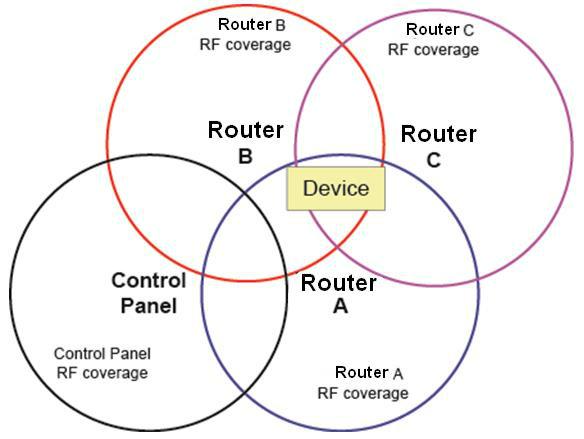 Router B
RF coverage
Router C
RF coverage
Router
B
Router
C
Device
Control
Panel
Router
A
Control Panel
RF coverage
Router A
RF coverage